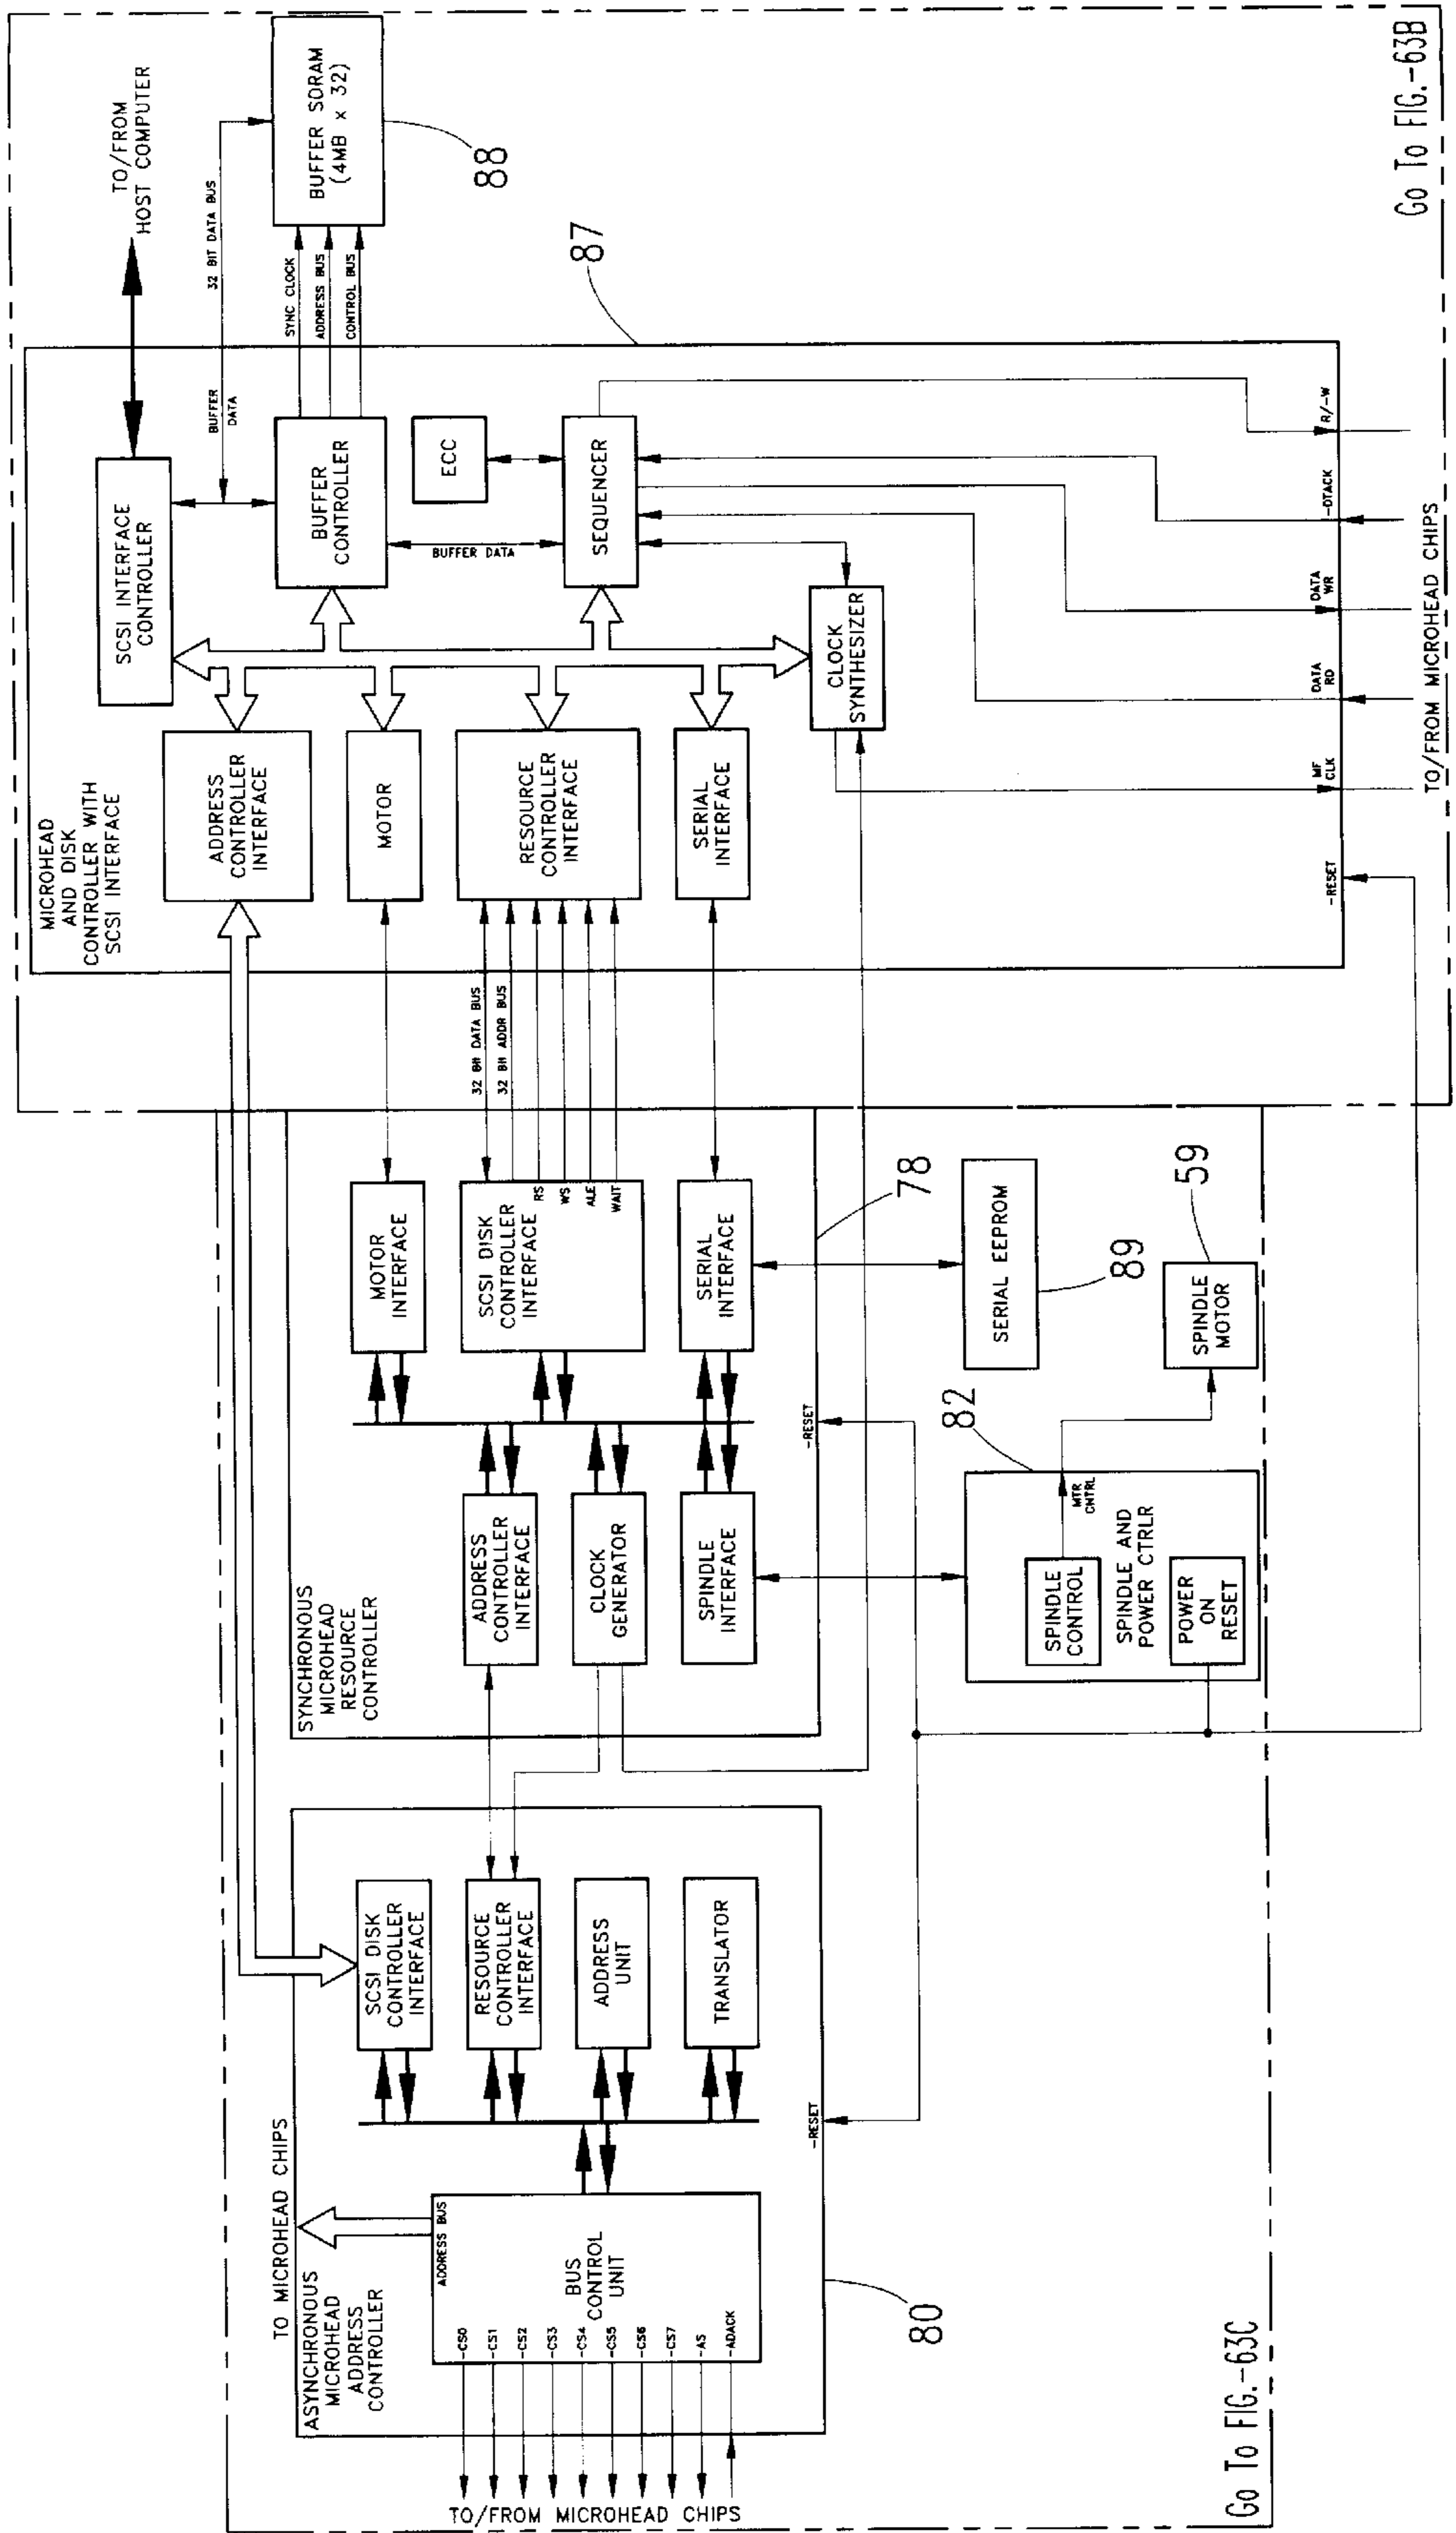 TO MICROHEAD CHIPS
ASYNCHRONOUS
MICROHEAD
ADDRESS
CONTROLLER
ADDRESS BUS
BUS
CONTROL
UNIT
-CS0
-CS1
-CS2
-CS3
-CS4
-CS5
-CS6
-CS7
-AS
-ADACK
TO/FROM MICROHEAD CHIPS
SCSI DISK
CONTROLLER
INTERFACE
RESOURCE
CONTROLLER
INTERFACE
ADDRESS
UNIT
TRANSLATOR
-RESET
80
Go To FIG.-63C
SYNCHRONOUS
MICROHEAD
RESOURCE
CONTROLLER
ADDRESS
CONTROLLER
INTERFACE
CLOCK
GENERATOR
SPINDLE
INTERFACE
MOTOR
INTERFACE
SCSI DISK
CONTROLLER
INTERFACE
RS
WS
ALE
WAIT
SERIAL
INTERFACE
-RESET
78
SPINDLE
CONTROL
MTR
CNTRL
SPINDLE AND
POWER CTRLR
POWER
ON
RESET
82
SERIAL EEPROM
89
SPINDLE
MOTOR
59
32 BIT DATA BUS
32 BIT ADDR BUS
MICROHEAD
AND DISK
CONTROLLER WITH
SCSI INTERFACE
ADDRESS
CONTROLLER
INTERFACE
MOTOR
RESOURCE
CONTROLLER
INTERFACE
SERIAL
INTERFACE
SCSI INTERFACE
CONTROLLER
BUFFER
DATA
BUFFER
CONTROLLER
BUFFER DATA
ECC
SEQUENCER
CLOCK
SYNTHESIZER
-RESET
MF
CLK
DATA
RD
DATA
WR
-DTACK
R/-W
TO/FROM MICROHEAD CHIPS
87
TO/FROM
HOST COMPUTER
32 BIT DATA BUS
SYNC CLOCK
ADDRESS BUS
CONTROL BUS
BUFFER SDRAM
(4MB x 32)
88
Go To FIG.-63B